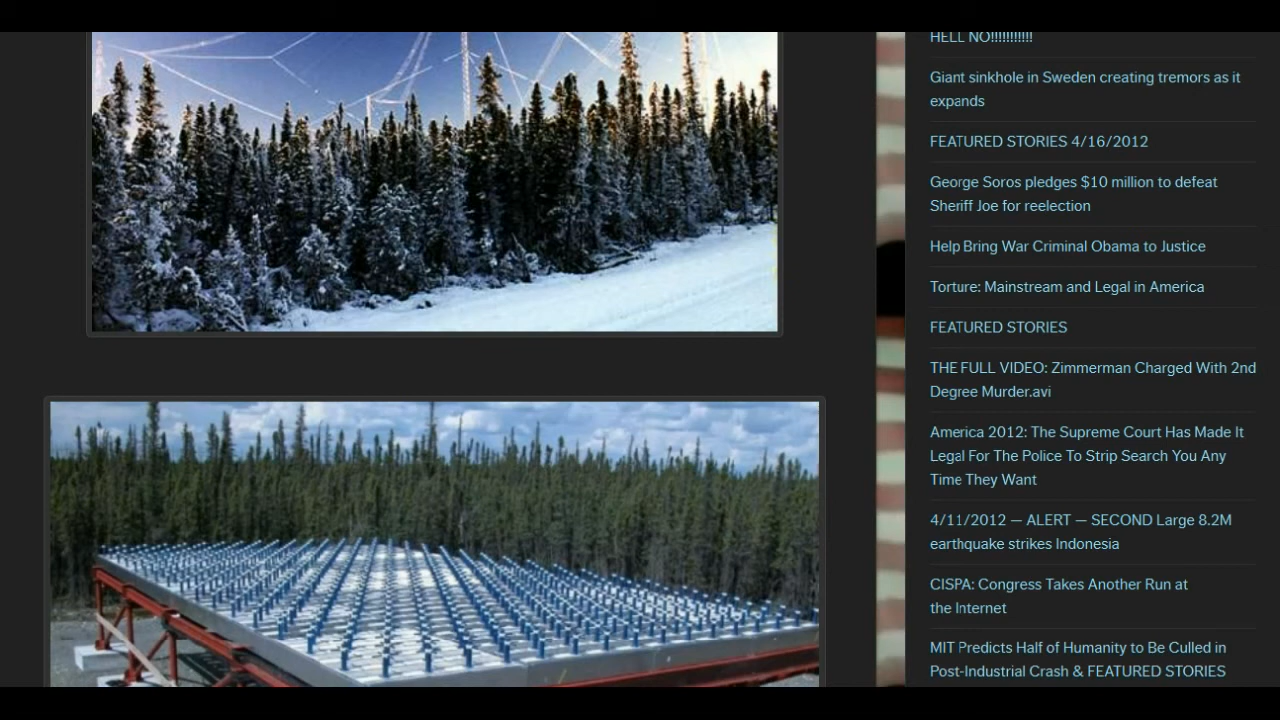 HELL NO!!!!!!!!!!!
Giant sinkhole in Sweden creating tremors as it
expands
FEATURED STORIES 4/16/2012
George Soros pledges $10 million to defeat
Sheriff Joe for reelection
Help Bring War Criminal Obama to Justice
Torture: Mainstream and Legal in America
FEATURED STORIES
THE FULL VIDEO: Zimmerman Charged With 2nd
Degree Murder.avi
America 2012: The Supreme Court Has Made It
Legal For The Police To Strip Search You Any
Time They Want
4/11/2012 — ALERT — SECOND Large 8.2M
earthquake strikes Indonesia
CISPA: Congress Takes Another Run at
the Internet
MIT Predicts Half of Humanity to Be Culled in
Post-Industrial Crash & FEATURED STORIES